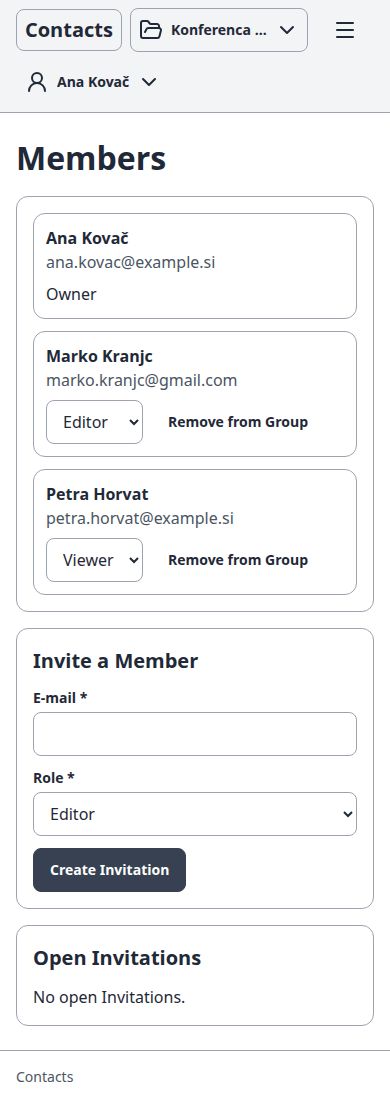 Contacts
Konferenca ...
Ana Kovač
Members
Ana Kovač
ana.kovac@example.si
Owner
Marko Kranjc
marko.kranjc@gmail.com
Editor
Remove from Group
Petra Horvat
petra.horvat@example.si
Viewer
Remove from Group
Invite a Member
E-mail *
Role *
Editor
Create Invitation
Open Invitations
No open Invitations.
Contacts